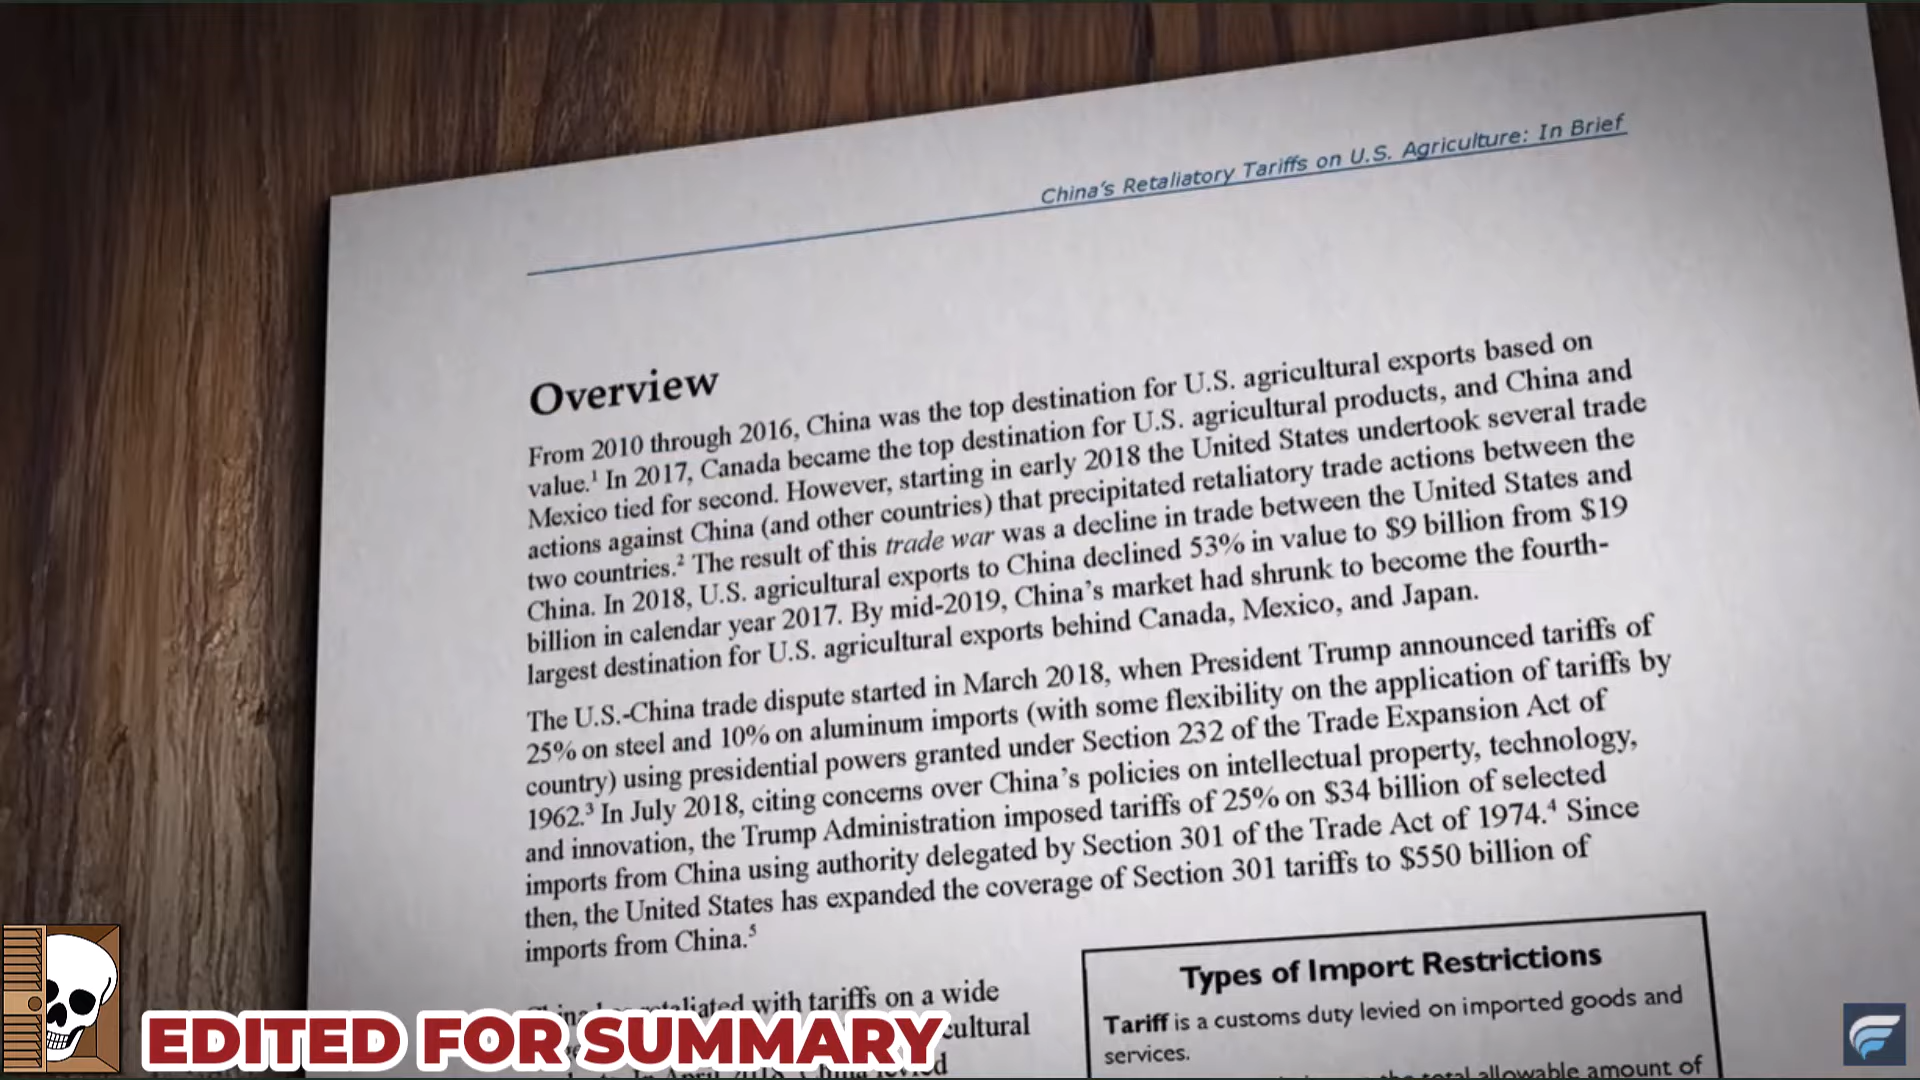 China's Retaliatory Tariffs on U.S. Agriculture: In Brief
Overview
From 2010 through 2016, China was the top destination for U.S. agricultural exports based on
value.1 In 2017, Canada became the top destination for U.S. agricultural products, and China and
Mexico tied for second. However, starting in early 2018 the United States undertook several trade
actions against China (and other countries) that precipitated retaliatory trade actions between the
two countries.2 The result of this trade war was a decline in trade between the United States and
China. In 2018, U.S. agricultural exports to China declined 53% in value to $9 billion from $19
billion in calendar year 2017. By mid-2019, China's market had shrunk to become the fourth-
largest destination for U.S. agricultural exports behind Canada, Mexico, and Japan.
The U.S.-China trade dispute started in March 2018, when President Trump announced tariffs of
25% on steel and 10% on aluminum imports (with some flexibility on the application of tariffs by
country) using presidential powers granted under Section 232 of the Trade Expansion Act of
1962.3 In July 2018, citing concerns over China's policies on intellectual property, technology,
and innovation, the Trump Administration imposed tariffs of 25% on $34 billion of selected
imports from China using authority delegated by Section 301 of the Trade Act of 1974.4 Since
then, the United States has expanded the coverage of Section 301 tariffs to $550 billion of
imports from China.5
with tariffs on a wide
Types of Import Restrictions
Tariff is a customs duty levied on imported goods and
services.
total allowable amount of
EDITED FOR SUMMARY